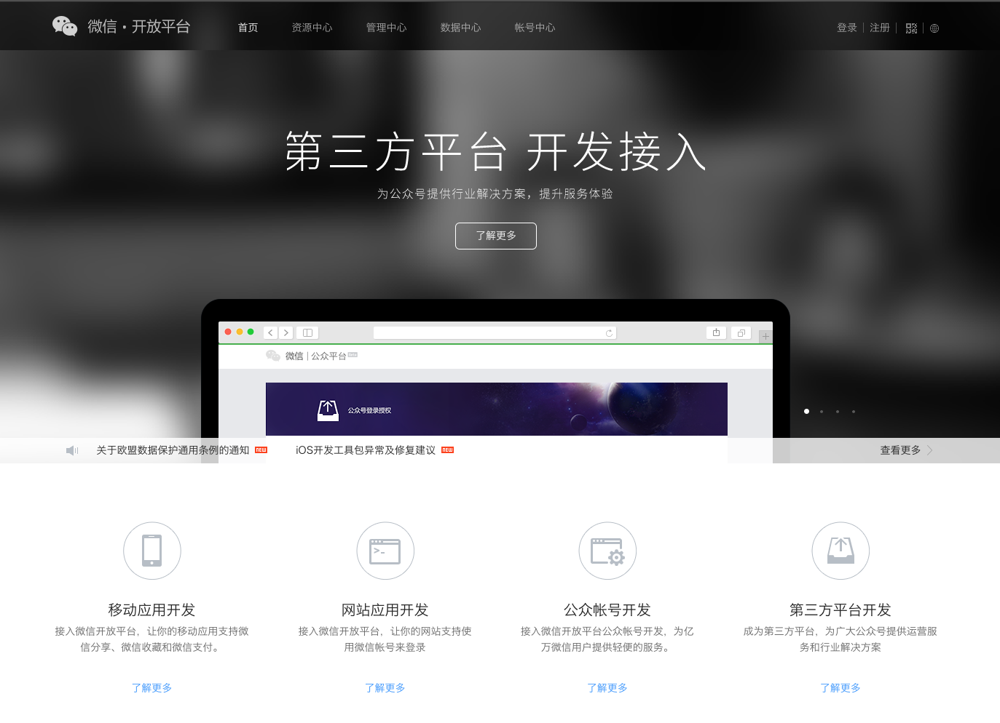 微信·开放平台
首页 资源中心 管理中心 数据中心 帐号中心
登录 注册
第三方平台 开发接入
为公众号提供行业解决方案，提升服务体验
了解更多
微信 | 公众平台
公众号登录授权
关于欧盟数据保护通用条例的通知 NEW iOS开发工具包异常及修复建议 NEW 查看更多
移动应用开发
接入微信开放平台，让你的移动应用支持微
信分享、微信收藏和微信支付。
了解更多
网站应用开发
接入微信开放平台，让你的网站支持使
用微信帐号来登录
了解更多
公众帐号开发
接入微信开放平台公众帐号开发，为亿
万微信用户提供轻便的服务。
了解更多
第三方平台开发
成为第三方平台，为广大公众号提供运营服
务和行业解决方案
了解更多